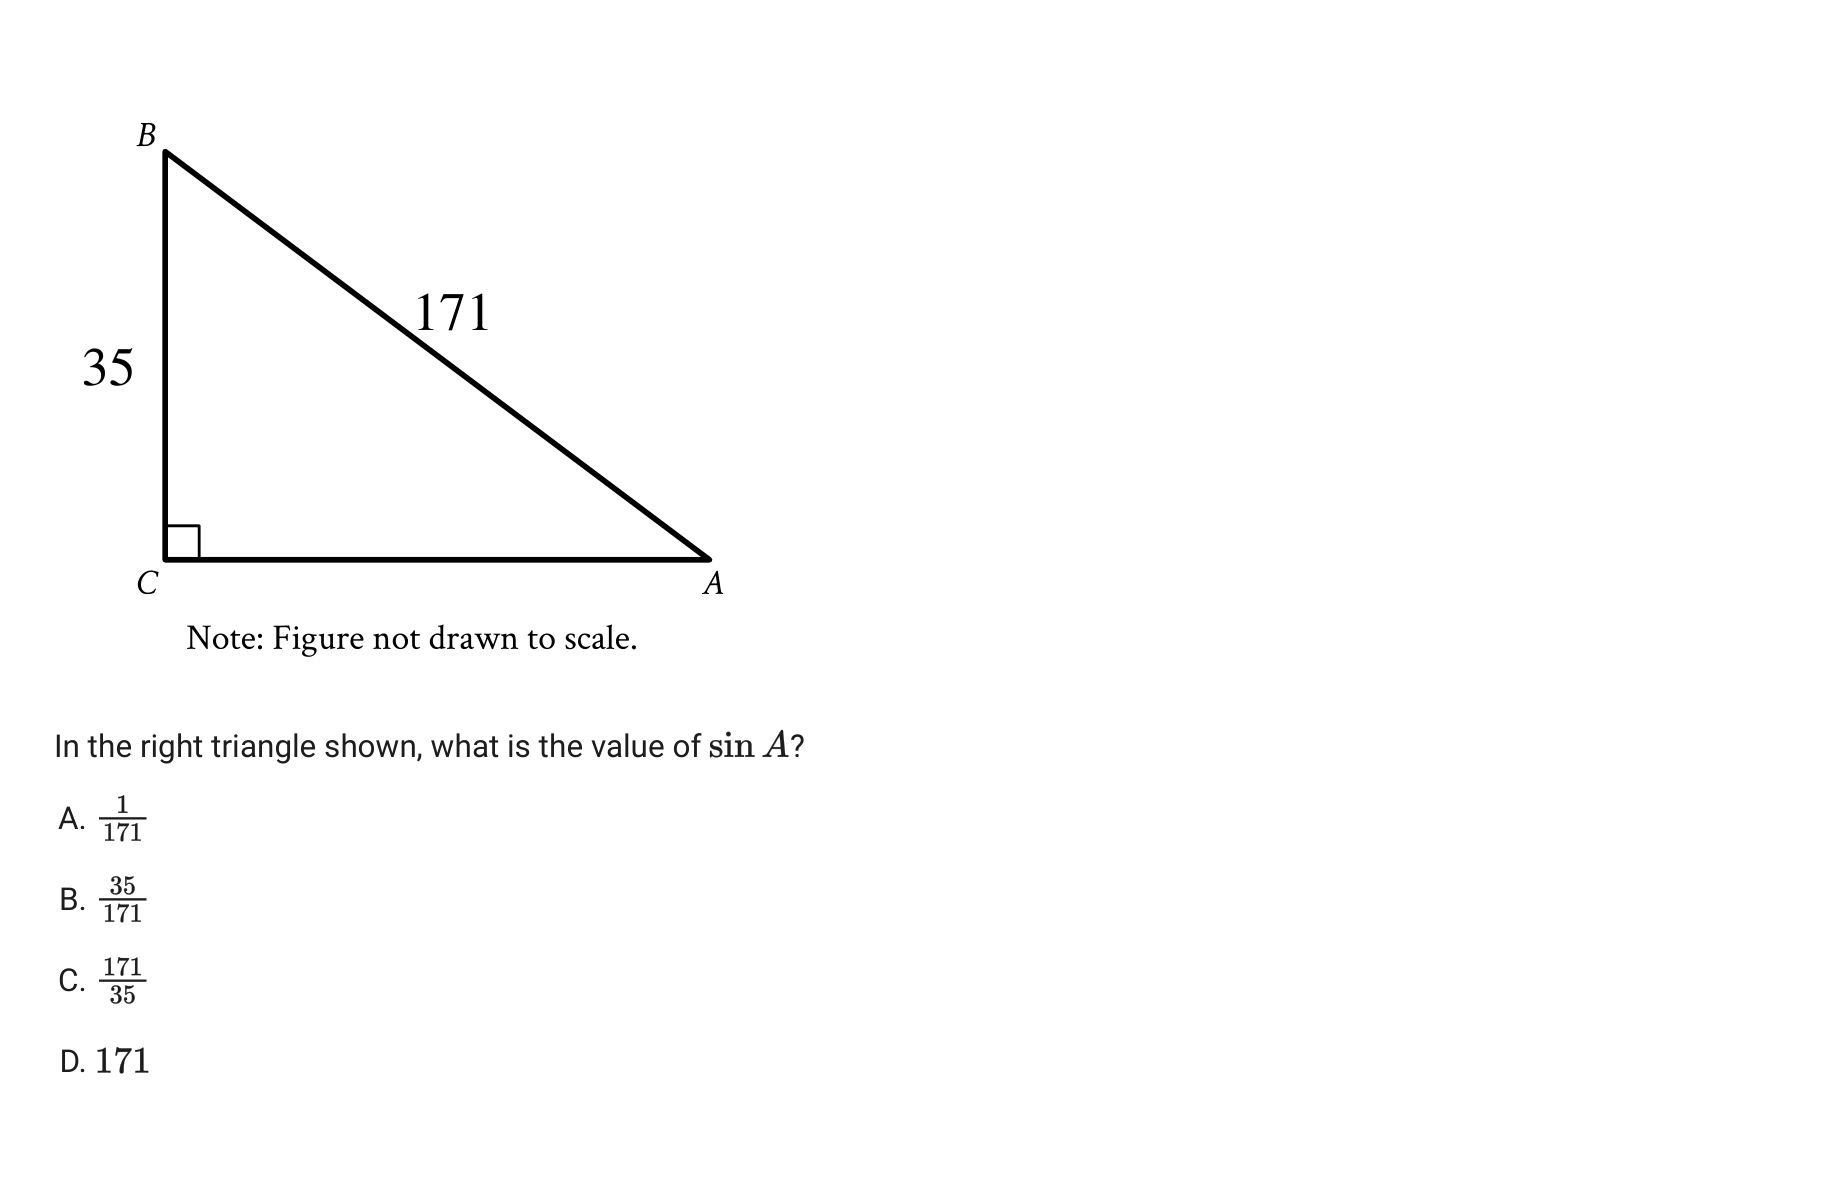 B
171
35
C
A
Note: Figure not drawn to scale.
In the right triangle shown, what is the value of sin A?
A. 1/171
B. 35/171
C. 171/35
D. 171